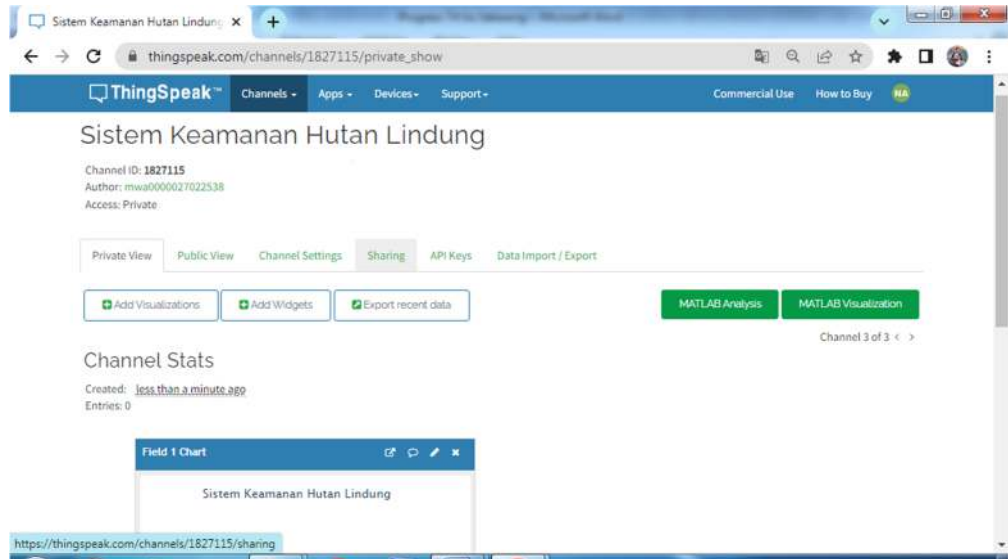 Sistem Keamanan Hutan Lindung
thingspeak.com/channels/1827115/private_show
ThingSpeak™ Channels Apps Devices Support Commercial Use How to Buy NA
Sistem Keamanan Hutan Lindung
Channel ID: 1827115
Author: mwa0000027022538
Access: Private
Private View Public View Channel Settings Sharing API Keys Data Import / Export
Add Visualizations Add Widgets Export recent data MATLAB Analysis MATLAB Visualization
Channel 3 of 3 < >
Channel Stats
Created: less than a minute ago
Entries: 0
Field 1 Chart
Sistem Keamanan Hutan Lindung
https://thingspeak.com/channels/1827115/sharing